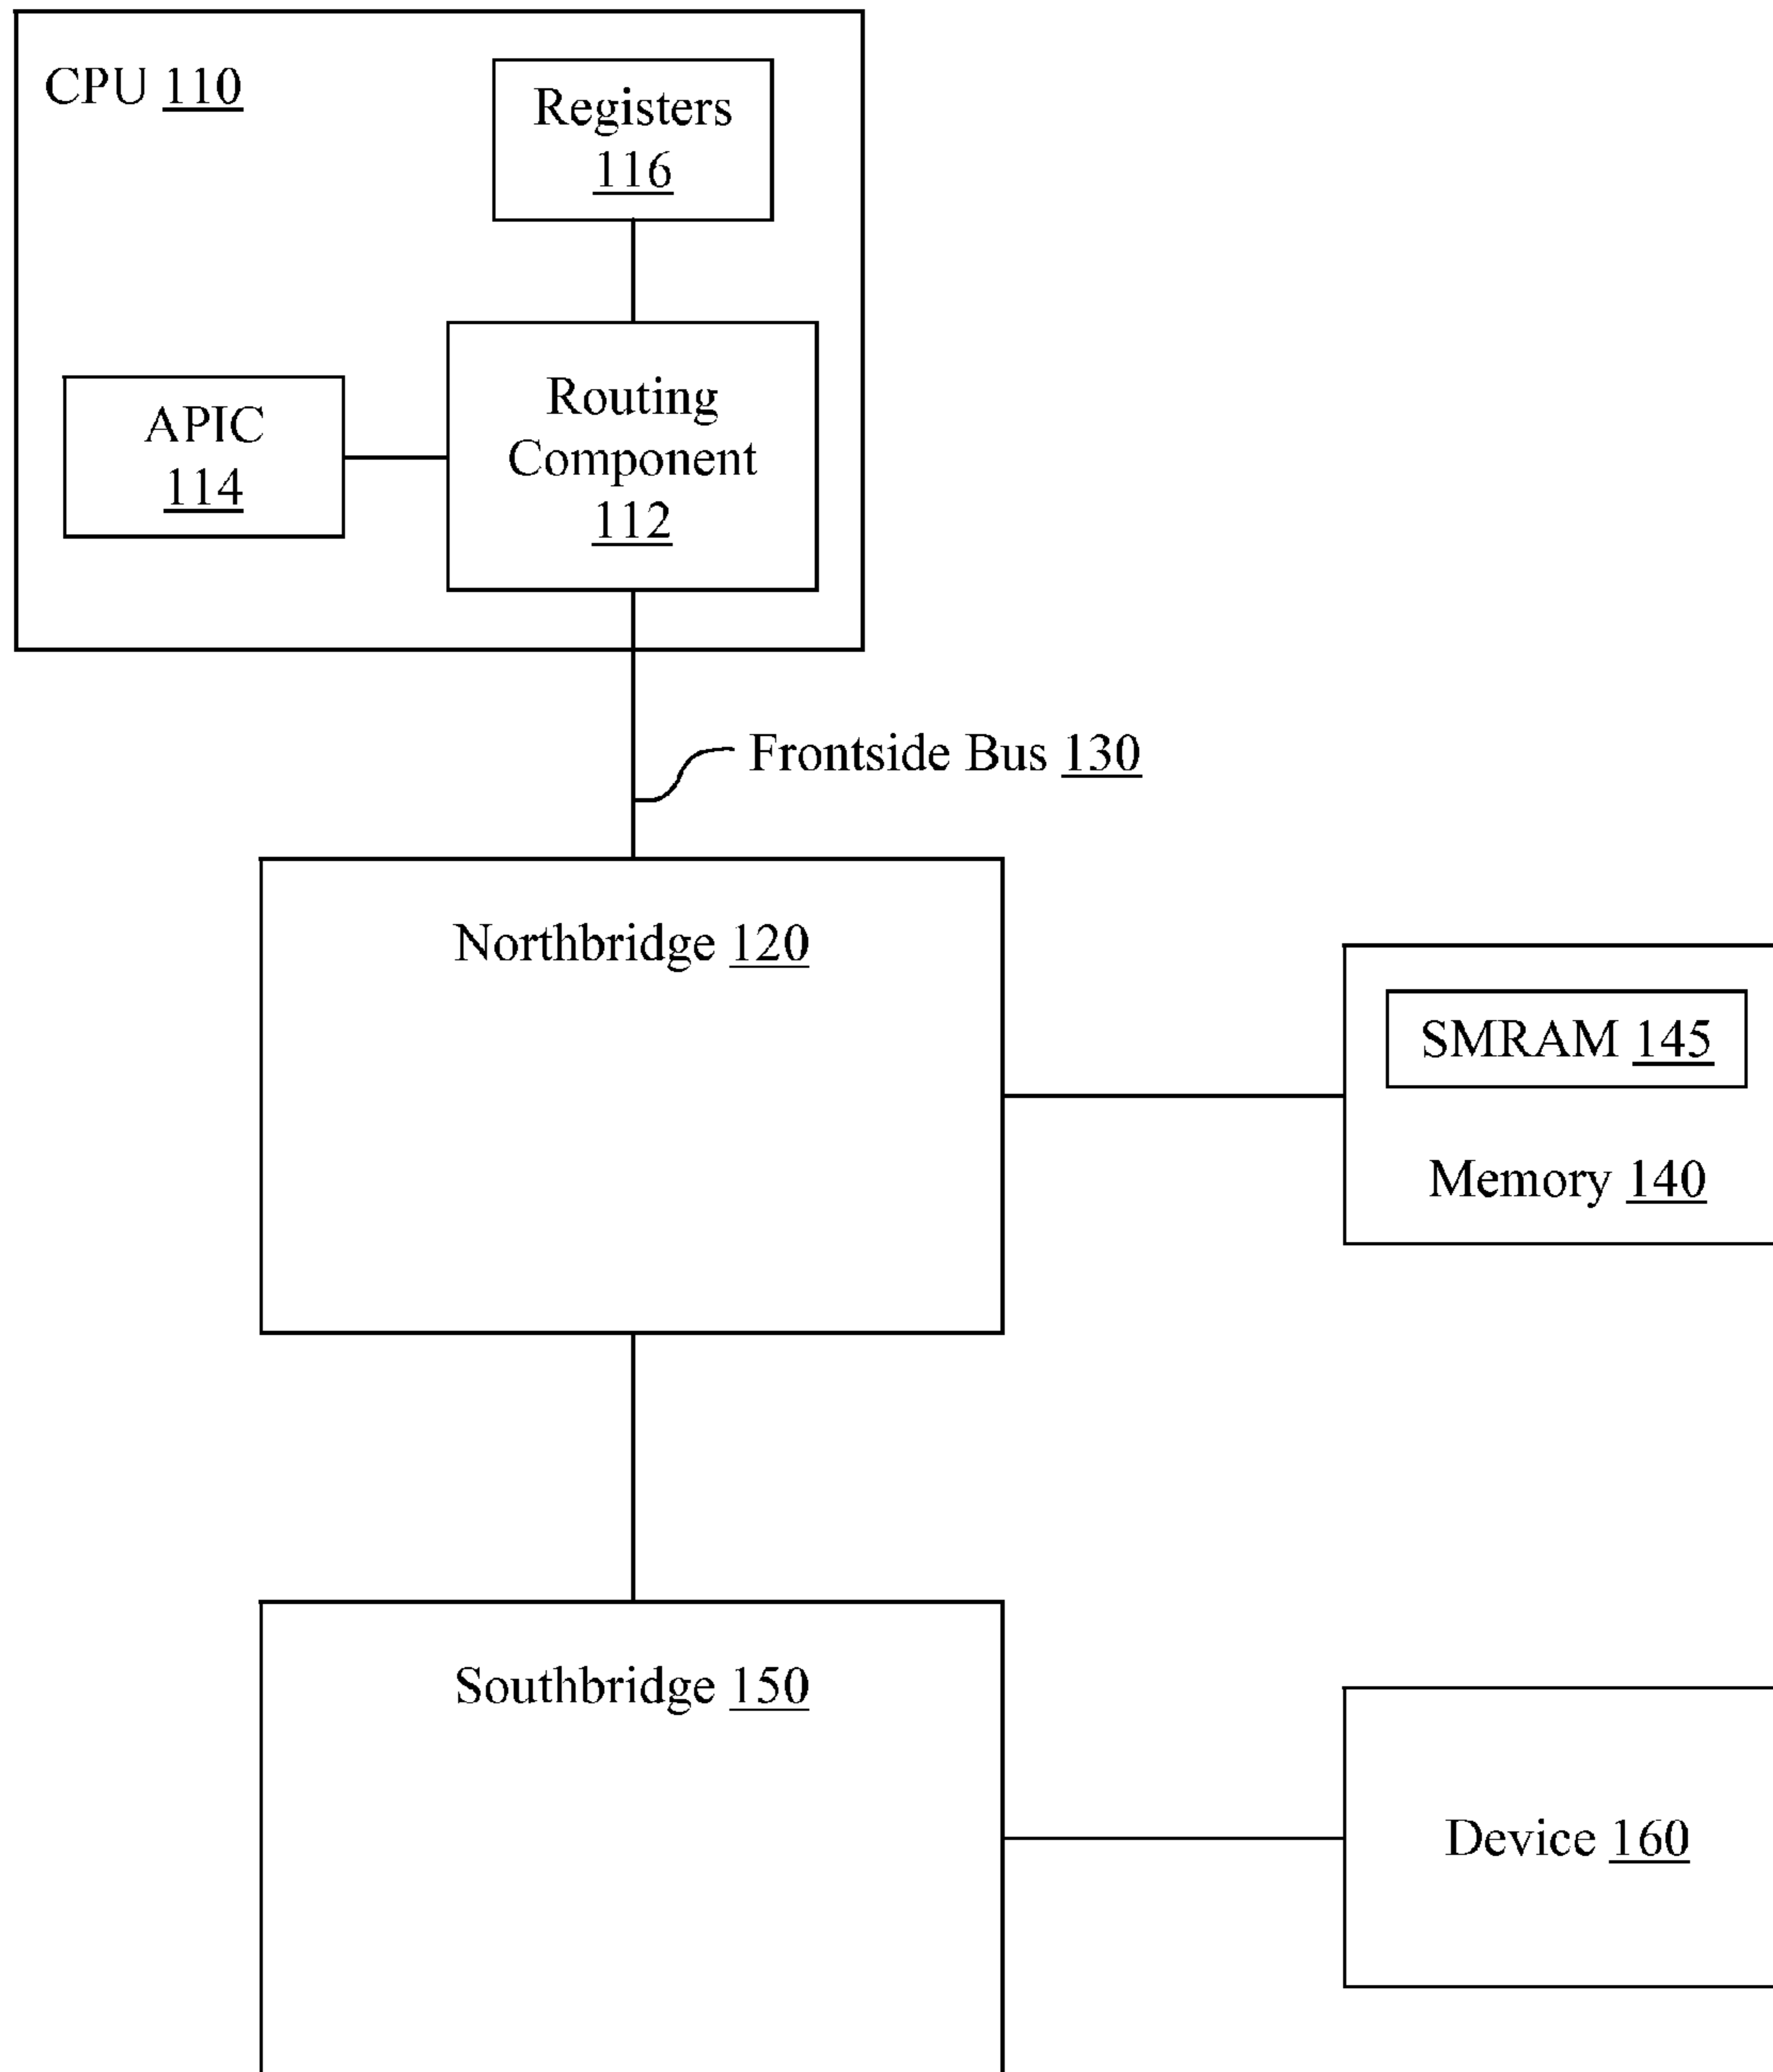 CPU 110
Registers
116
Routing
Component
112
APIC
114
Frontside Bus 130
Northbridge 120
SMRAM 145
Memory 140
Southbridge 150
Device 160